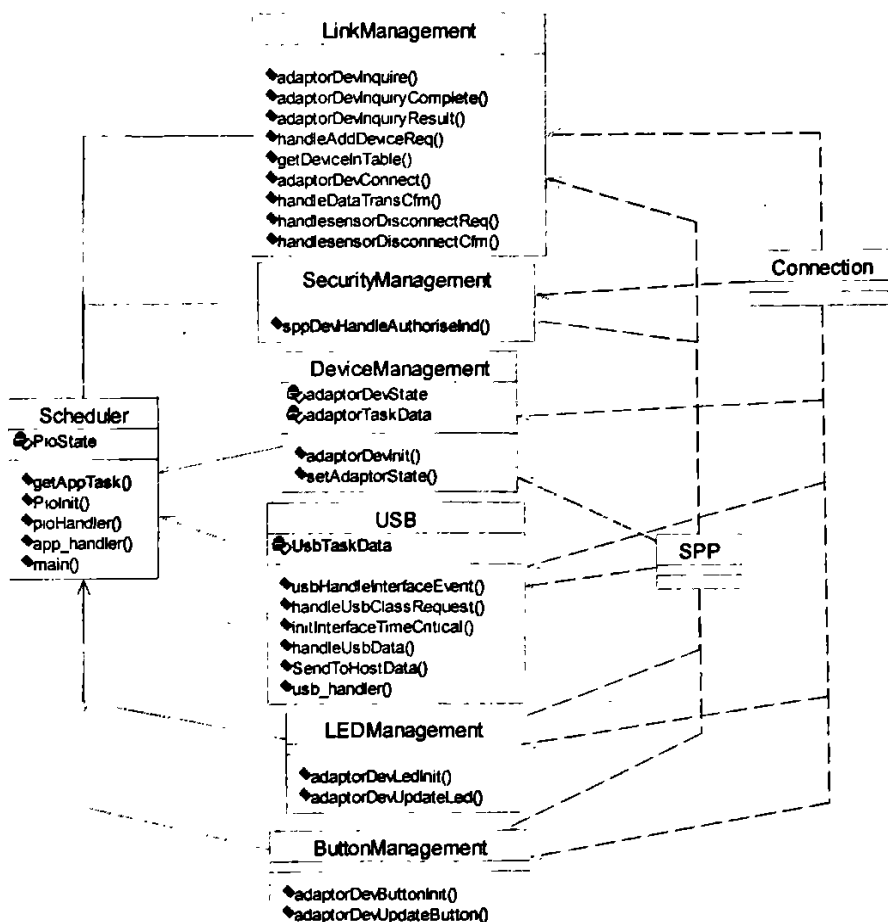 LinkManagement
adaptorDevInquire()
adaptorDevInquiryComplete()
adaptorDevInquiryResult()
handleAddDeviceReq()
getDeviceInTable()
adaptorDevConnect()
handleDataTransCfm()
handlesensorDisconnectReq()
handlesensorDisconnectCfm()
SecurityManagement
sppDevHandleAuthoriseInd()
Connection
DeviceManagement
adaptorDevState
adaptorTaskData
adaptorDevInit()
setAdaptorState()
Scheduler
PioState
getAppTask()
PioInit()
pioHandler()
app_handler()
main()
USB
UsbTaskData
usbHandleInterfaceEvent()
handleUsbClassRequest()
initInterfaceTimeCritical()
handleUsbData()
SendToHostData()
usb_handler()
SPP
LEDManagement
adaptorDevLedInit()
adaptorDevUpdateLed()
ButtonManagement
adaptorDevButtonInit()
adaptorDevUpdateButton()